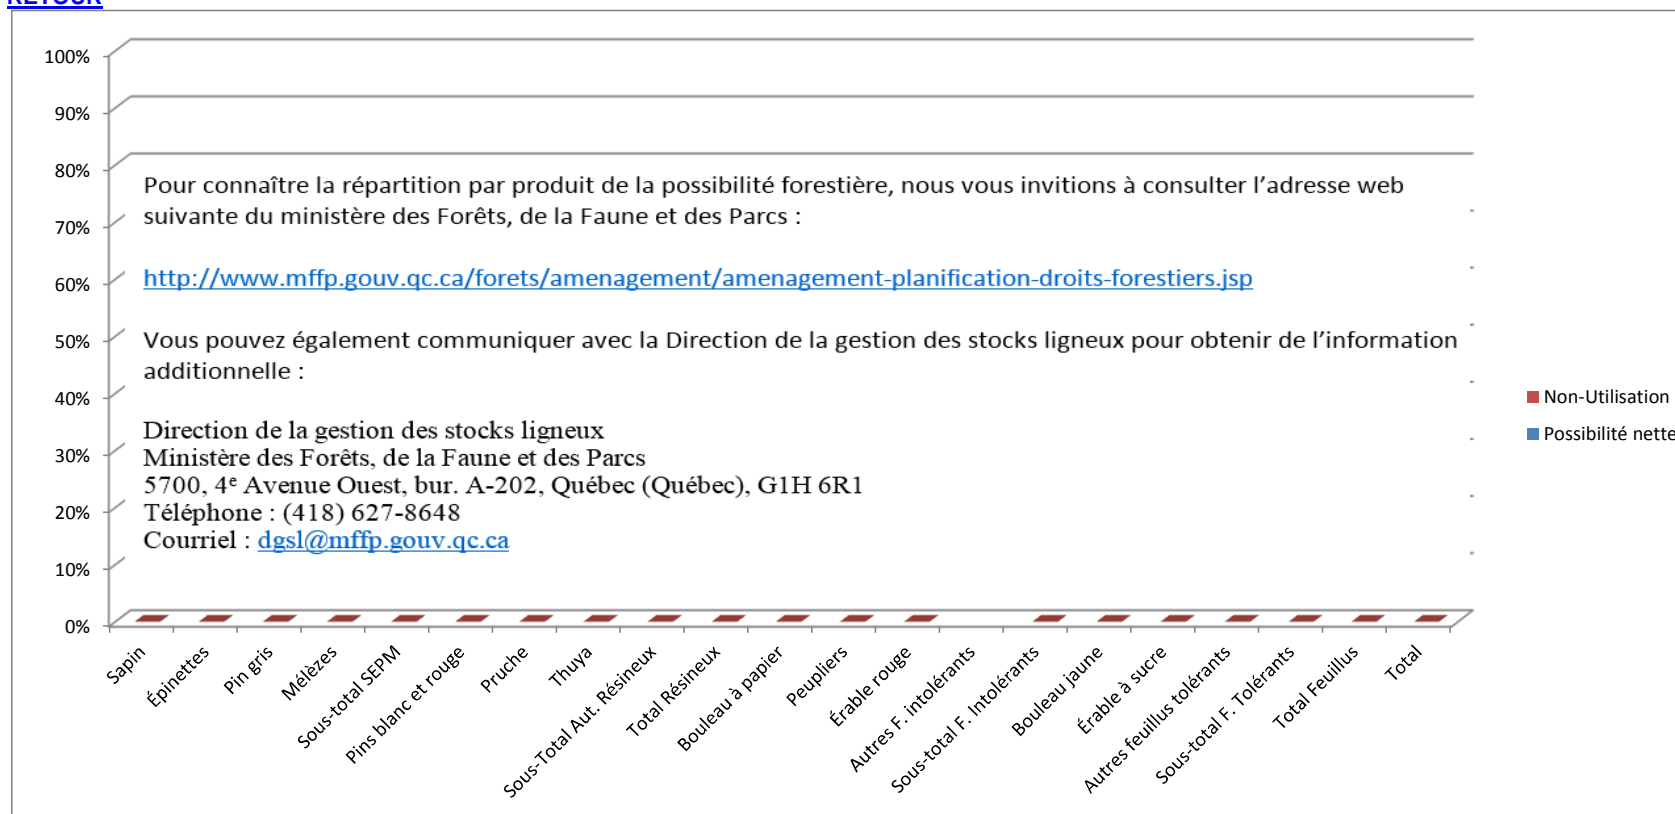 RETOUR
100%
90%
80%
70%
60%
50%
40%
30%
20%
10%
0%
Pour connaître la répartition par produit de la possibilité forestière, nous vous invitions à consulter l’adresse web
suivante du ministère des Forêts, de la Faune et des Parcs :
http://www.mffp.gouv.qc.ca/forets/amenagement/amenagement-planification-droits-forestiers.jsp
Vous pouvez également communiquer avec la Direction de la gestion des stocks ligneux pour obtenir de l’information
additionnelle :
Direction de la gestion des stocks ligneux
Ministère des Forêts, de la Faune et des Parcs
5700, 4e Avenue Ouest, bur. A-202, Québec (Québec), G1H 6R1
Téléphone : (418) 627-8648
Courriel : dgsl@mffp.gouv.qc.ca
Non-Utilisation
Possibilité nette
Sapin
Épinettes
Pin gris
Mélèzes
Sous-total SEPM
Pins blanc et rouge
Pruche
Thuya
Sous-Total Aut. Résineux
Total Résineux
Bouleau à papier
Peupliers
Érable rouge
Autres F. intolérants
Sous-total F. Intolérants
Bouleau jaune
Érable à sucre
Autres feuillus tolérants
Sous-total F. Tolérants
Total Feuillus
Total